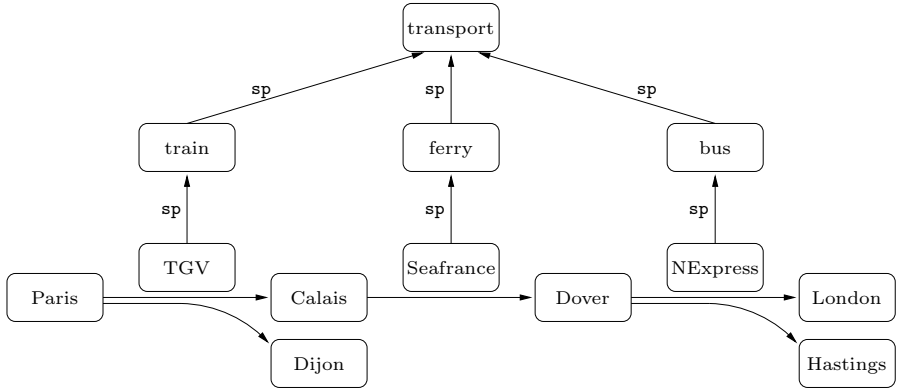 transport
sp
sp
sp
train
ferry
bus
sp
sp
sp
TGV
Seafrance
NExpress
Paris
Calais
Dover
London
Dijon
Hastings